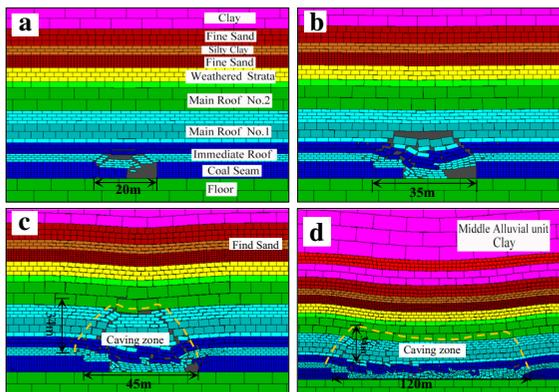 a
Clay
Fine Sand
Silty Clay
Fine Sand
Weathered Strata
Main Roof No.2
Main Roof No.1
Immediate Roof
Coal Seam
20m
Floor
b
35m
c
Find Sand
Caving zone
45m
d
Middle Alluvial unit
Clay
Caving zone
120m